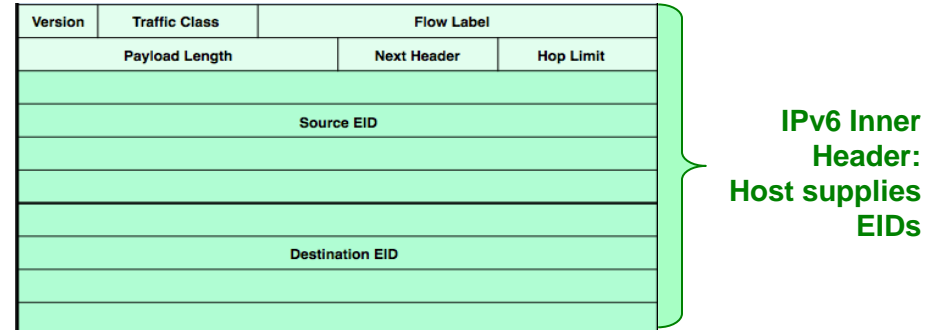 Version Traffic Class Flow Label
Payload Length Next Header Hop Limit
Source EID
Destination EID
IPv6 Inner
Header:
Host supplies
EIDs